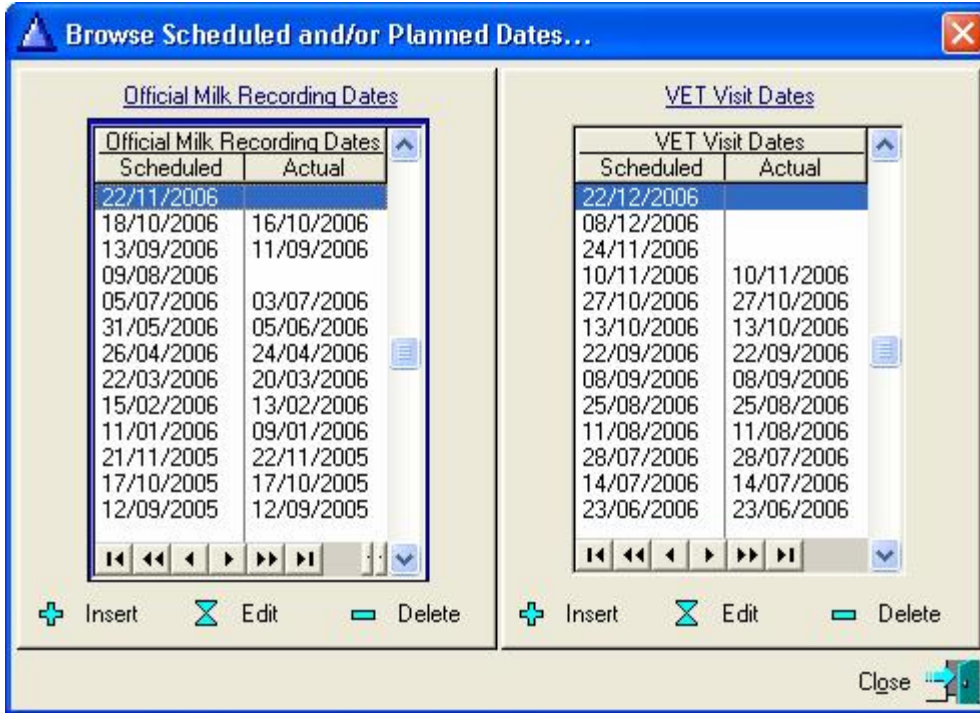 Browse Scheduled and/or Planned Dates...
Official Milk Recording Dates
Official Milk Recording Dates
Scheduled Actual
22/11/2006
18/10/2006 16/10/2006
13/09/2006 11/09/2006
09/08/2006
05/07/2006 03/07/2006
31/05/2006 05/06/2006
26/04/2006 24/04/2006
22/03/2006 20/03/2006
15/02/2006 13/02/2006
11/01/2006 09/01/2006
21/11/2005 22/11/2005
17/10/2005 17/10/2005
12/09/2005 12/09/2005
Insert Edit Delete
VET Visit Dates
VET Visit Dates
Scheduled Actual
22/12/2006
08/12/2006
24/11/2006
10/11/2006 10/11/2006
27/10/2006 27/10/2006
13/10/2006 13/10/2006
22/09/2006 22/09/2006
08/09/2006 08/09/2006
25/08/2006 25/08/2006
11/08/2006 11/08/2006
28/07/2006 28/07/2006
14/07/2006 14/07/2006
23/06/2006 23/06/2006
Insert Edit Delete
Close